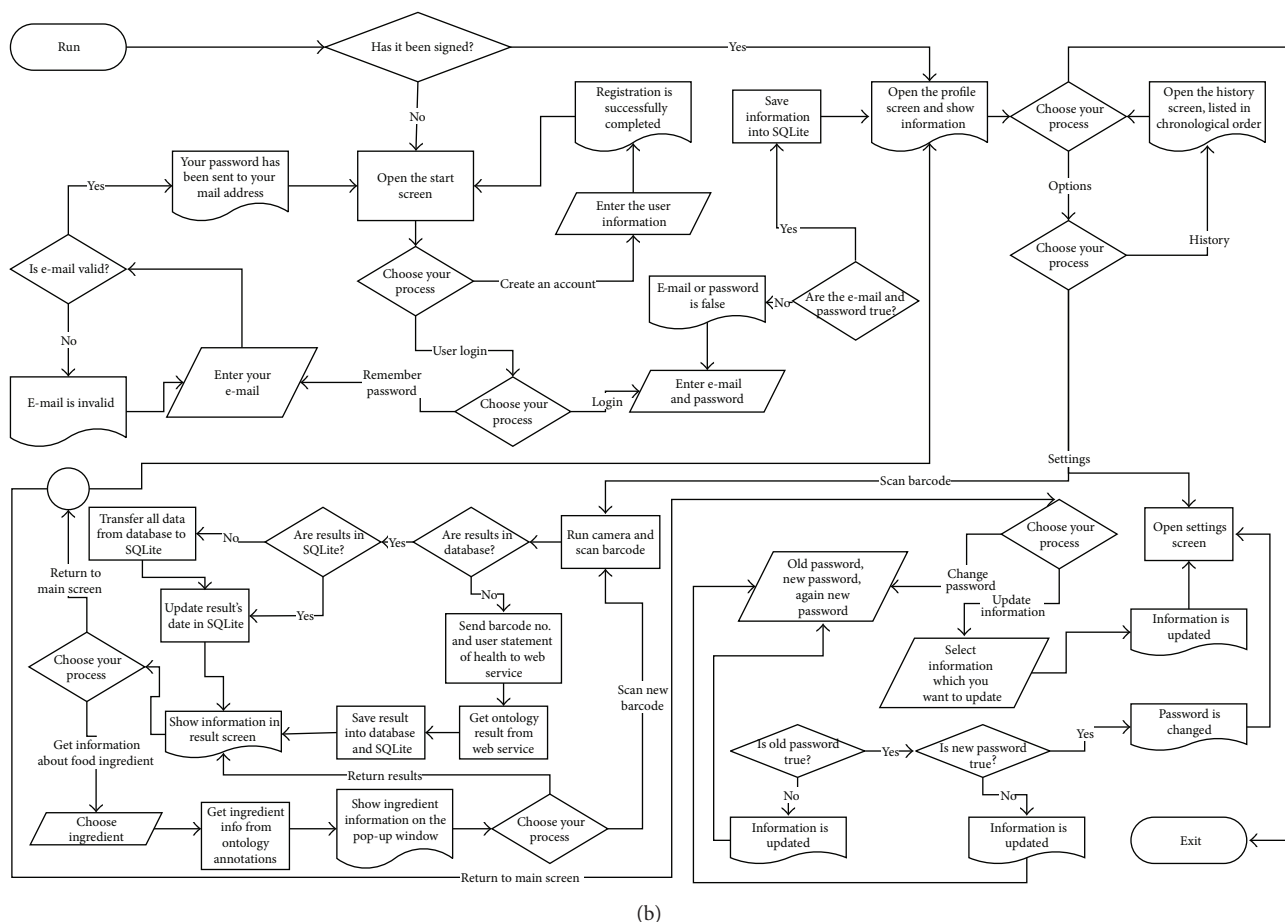 Run
Has it been signed?
Yes
No
Your password has
been sent to your
mail address
Yes
Open the start
screen
Registration is
successfully
completed
Enter the user
information
Save
information
into SQLite
Open the profile
screen and show
information
Choose your
process
Open the
history
screen, listed in
chronological order
Options
Choose your
process
History
Is e-mail valid?
No
E-mail is invalid
Enter your
e-mail
Choose your
process
Create an account
User login
Remember
password
Choose your
process
Login
Enter e-mail
and password
E-mail or password
is false
No
Are the e-mail and
password true?
Yes
Settings
Scan barcode
Transfer all data
from database to
SQLite
No
Are results in
SQLite?
Yes
Are results in
database?
Run camera and
scan barcode
Return to
main screen
Update result's
date in SQLite
Yes
No
Send barcode no.
and user statement
of health to web
service
Choose your
process
Show information in
result screen
Save result
into database
and SQLite
Get ontology
result from
web service
Scan new
barcode
Get information
about food ingredient
Return results
Choose
ingredient
Get ingredient
info from
ontology
annotations
Show ingredient
information on the
pop-up window
Choose your
process
Return to main screen
Choose your
process
Open settings
screen
Old password,
new password,
again new
password
Change
password
Update
information
Select
information
which you
want to update
Information is
updated
Password is
changed
Is old password
true?
Yes
Is new password
true?
Yes
No
No
Information is
updated
Information is
updated
Exit
(b)